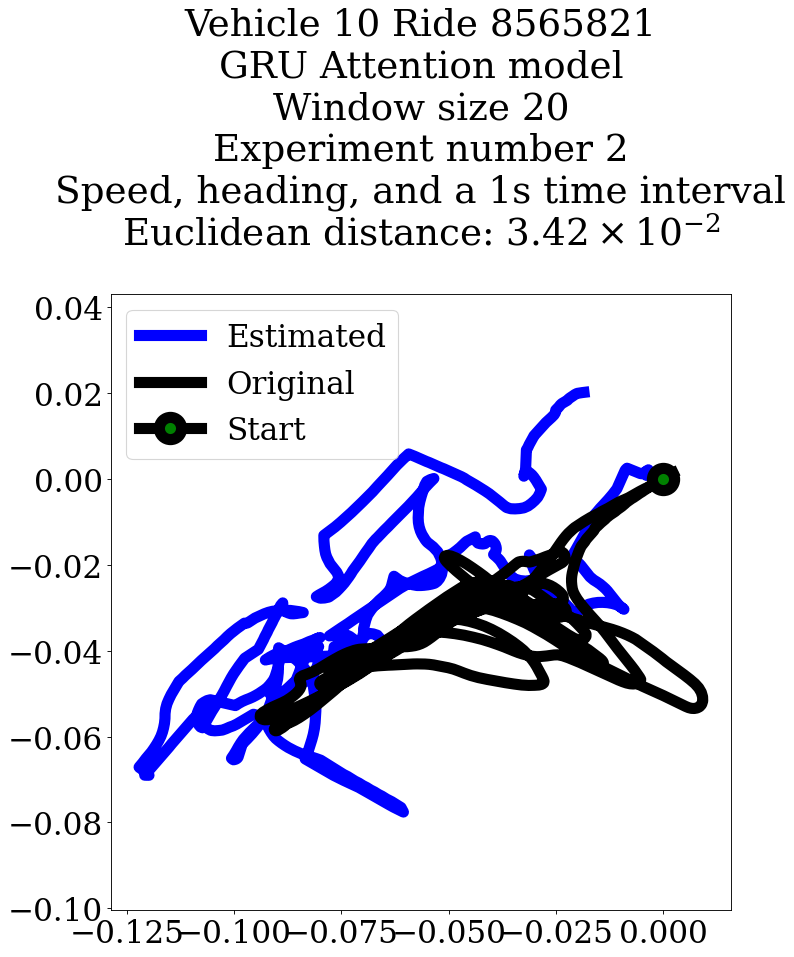 Vehicle 10 Ride 8565821
GRU Attention model
Window size 20
Experiment number 2
Speed, heading, and a 1s time interval
Euclidean distance: 3.42 × 10⁻²
0.04
Estimated
0.02
Original
Start
0.00
−0.02
−0.04
−0.06
−0.08
−0.10
−0.125 −0.100 −0.075 −0.050 −0.025 0.000